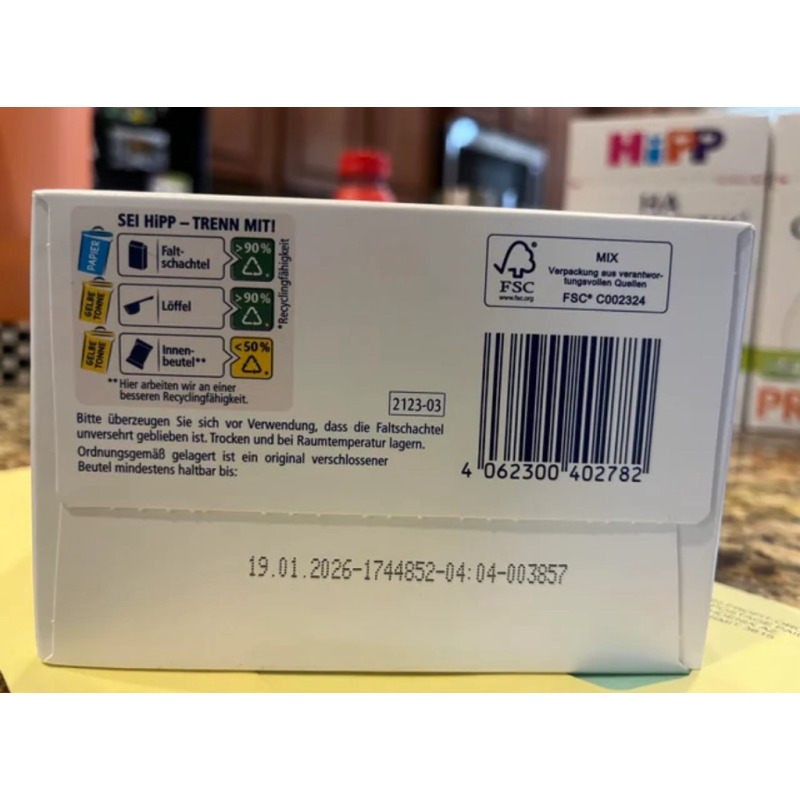 SEI HiPP – TRENN MIT!
PAPIER
Falt-
schachtel
>90%
GELBE
TONNE
Löffel
>90%
GELBE
TONNE
Innen-
beutel**
<50%
*Recyclingfähigkeit
**Hier arbeiten wir an einer
besseren Recyclingfähigkeit.
2123-03
Bitte überzeugen Sie sich vor Verwendung, dass die Faltschachtel
unversehrt geblieben ist. Trocken und bei Raumtemperatur lagern.
Ordnungsgemäß gelagert ist ein original verschlossener
Beutel mindestens haltbar bis:
FSC
www.fsc.org
MIX
Verpackung aus verantwor-
tungsvollen Quellen
FSC® C002324
4 062300 402782
19.01.2026-1744852-04:04-003857
HiPP
HA
PR